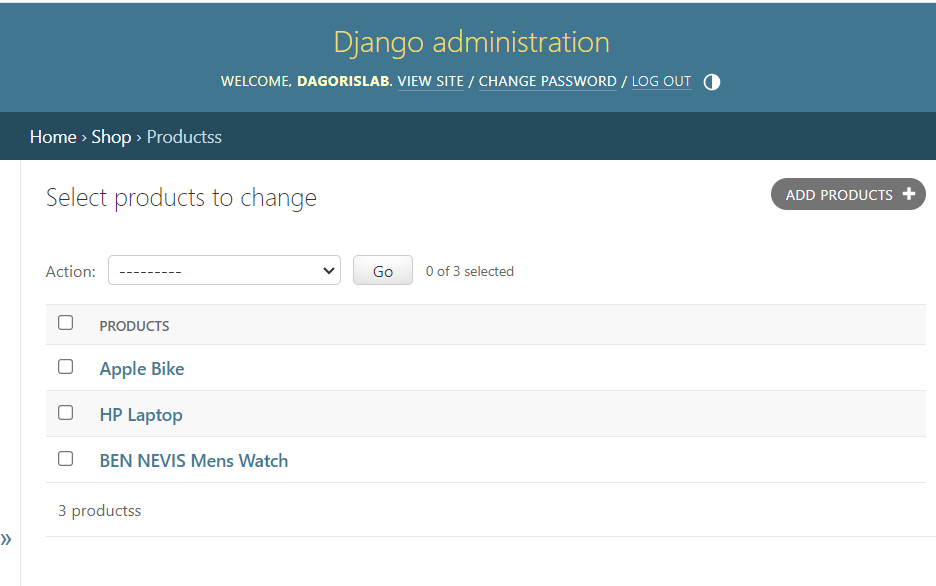 Django administration
WELCOME, DAGORISLAB. VIEW SITE / CHANGE PASSWORD / LOG OUT
Home › Shop › Productss
Select products to change
ADD PRODUCTS +
Action: --------- Go 0 of 3 selected
PRODUCTS
Apple Bike
HP Laptop
BEN NEVIS Mens Watch
3 productss
»